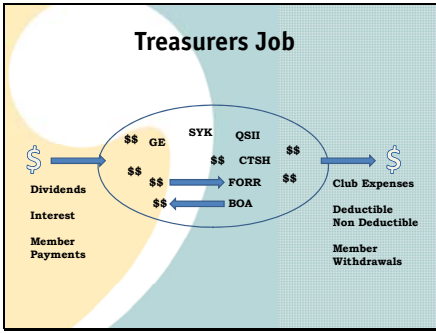 Treasurers Job
$$ GE SYK QSII
$ $$ CTSH $$ $
$$ $$ FORR $$
$$ BOA
Dividends
Interest
Member
Payments
Club Expenses
Deductible
Non Deductible
Member
Withdrawals